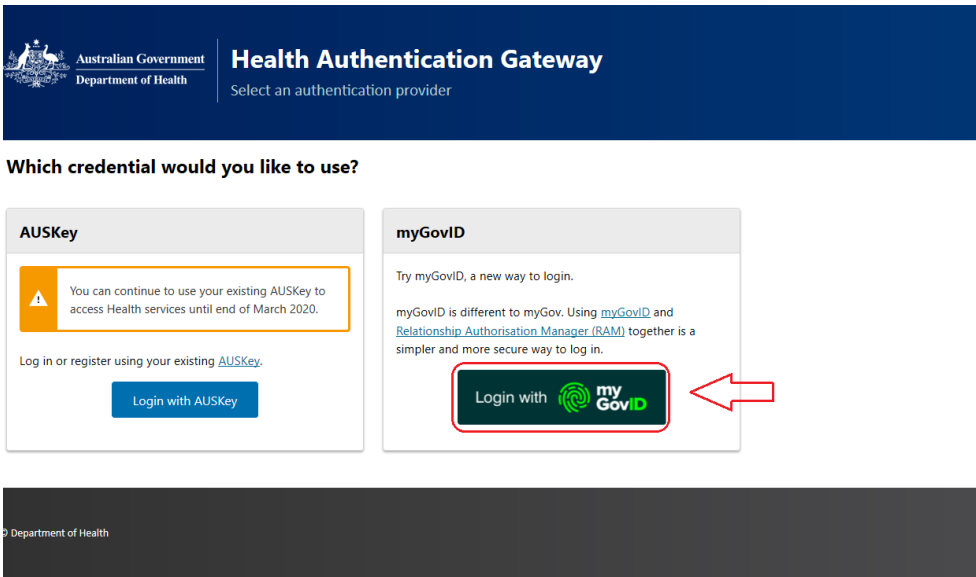 Australian Government
Department of Health
Health Authentication Gateway
Select an authentication provider
Which credential would you like to use?
AUSKey
You can continue to use your existing AUSKey to
access Health services until end of March 2020.
Log in or register using your existing AUSKey.
Login with AUSKey
myGovID
Try myGovID, a new way to login.
myGovID is different to myGov. Using myGovID and
Relationship Authorisation Manager (RAM) together is a
simpler and more secure way to log in.
Login with my
GovID
© Department of Health